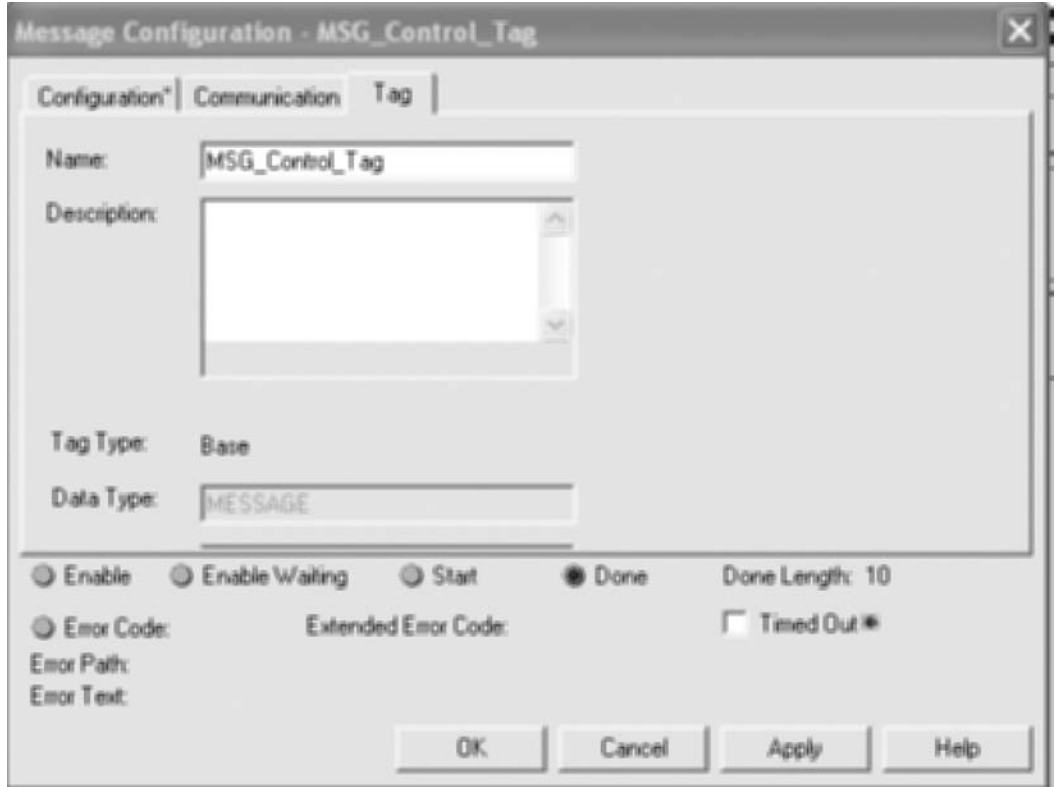 Message Configuration - MSG_Control_Tag
Configuration* Communication Tag
Name: MSG_Control_Tag
Description:
Tag Type: Base
Data Type: MESSAGE
Enable Enable Waiting Start Done Done Length: 10
Error Code: Extended Error Code: Timed Out
Error Path:
Error Text:
OK Cancel Apply Help